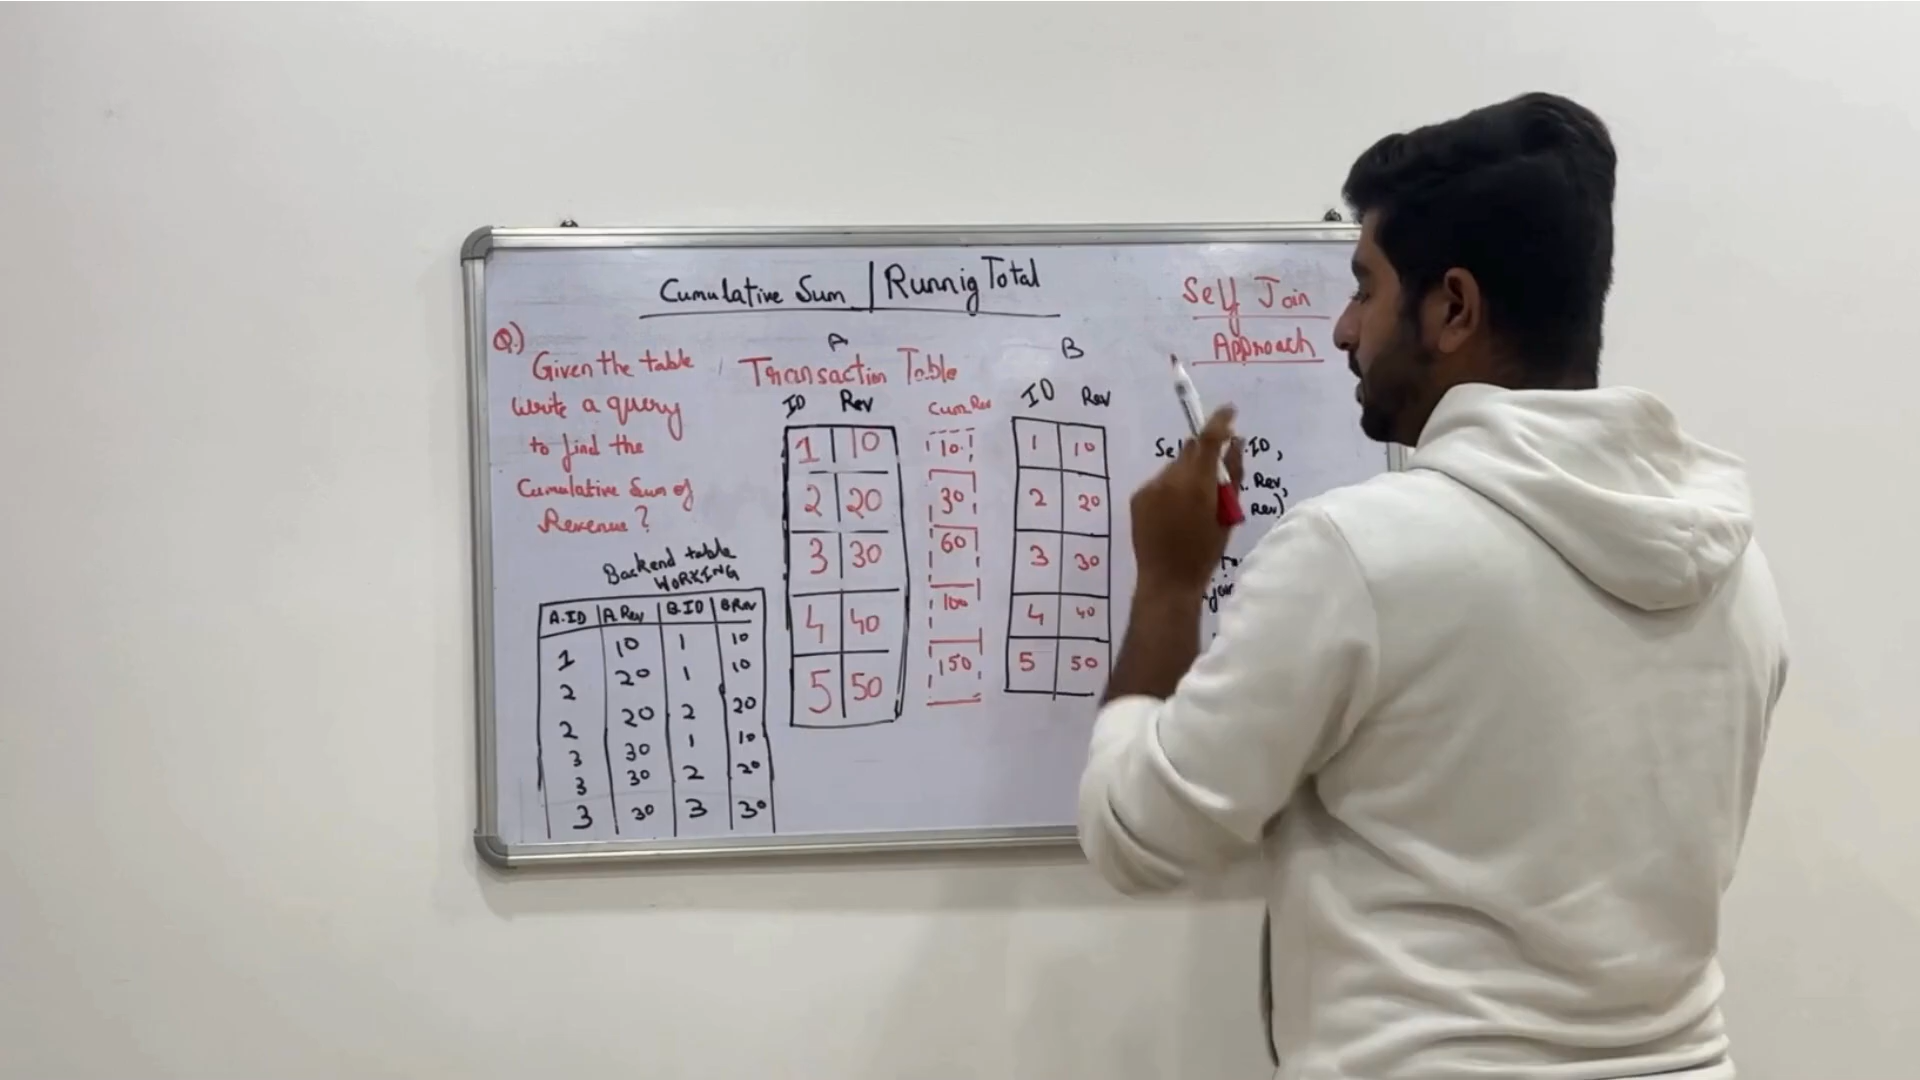 Cumulative Sum | Runnig Total
Self Join
Approach
Q.)
Given the table
Write a query
to find the
Cumulative Sum of
Revenue?
A
Transaction Table
ID Rev
1 10
2 20
3 30
4 40
5 50
Cum Rev
10
30
60
100
150
B
ID Rev
1 10
2 20
3 30
4 40
5 50
.ID,
. Rev,
Rev)
Backend table
WORKING
A.ID A.Rev B.ID B.Rev
1 10 1 10
2 20 1 10
2 20 2 20
3 30 1 10
3 30 2 20
3 30 3 30